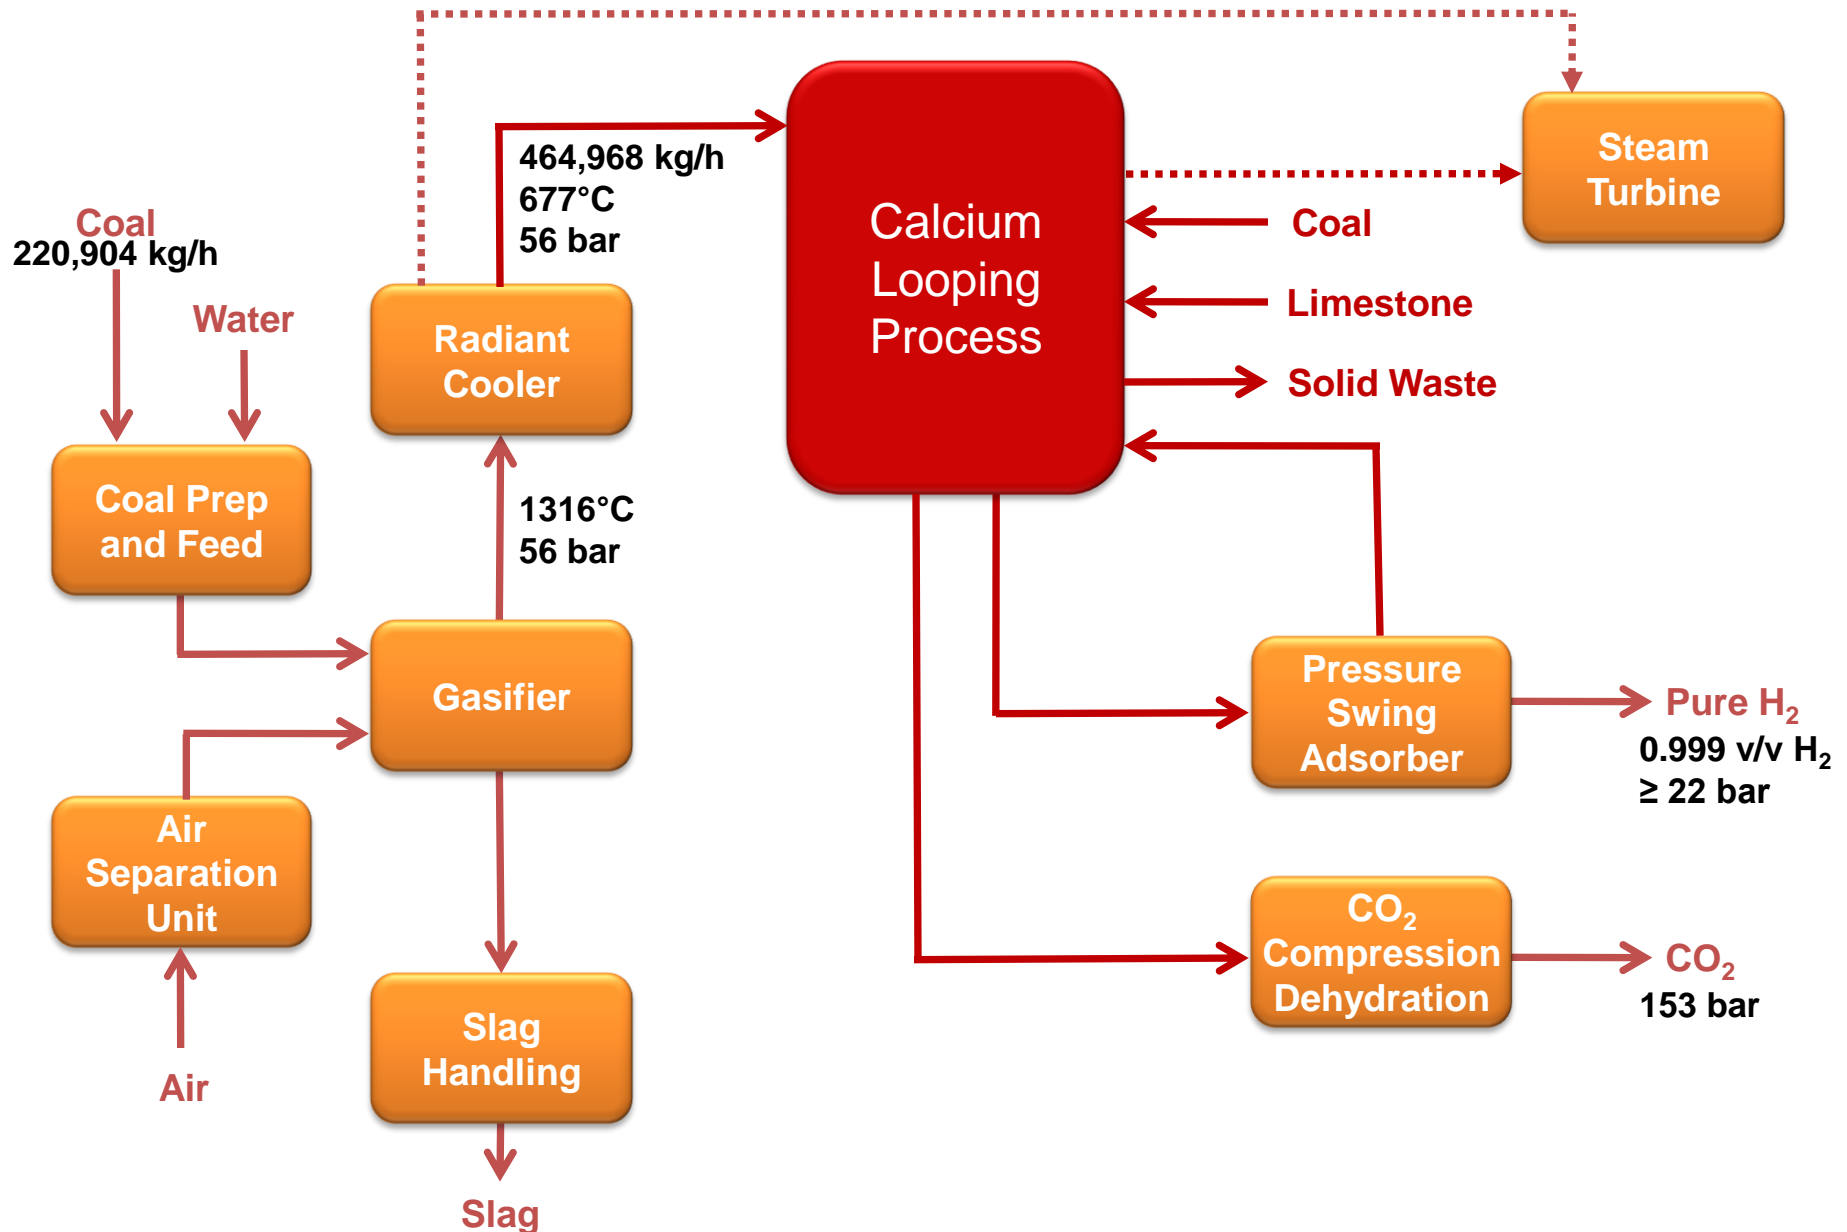 Steam
Turbine
464,968 kg/h
677°C
56 bar
Calcium
Looping
Process
Coal
220,904 kg/h
Coal
Water
Limestone
Radiant
Cooler
Solid Waste
Coal Prep
and Feed
1316°C
56 bar
Gasifier
Pressure
Swing
Adsorber
Pure H₂
0.999 v/v H₂
≥ 22 bar
Air
Separation
Unit
CO₂
Compression
Dehydration
CO₂
153 bar
Slag
Handling
Air
Slag